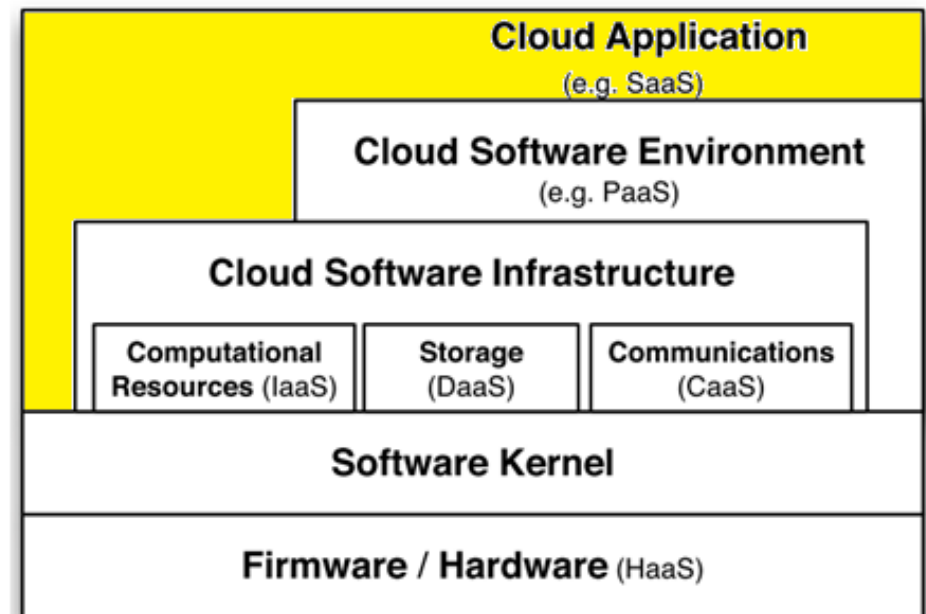 Cloud Application
(e.g. SaaS)
Cloud Software Environment
(e.g. PaaS)
Cloud Software Infrastructure
Computational
Resources (IaaS)
Storage
(DaaS)
Communications
(CaaS)
Software Kernel
Firmware / Hardware (HaaS)